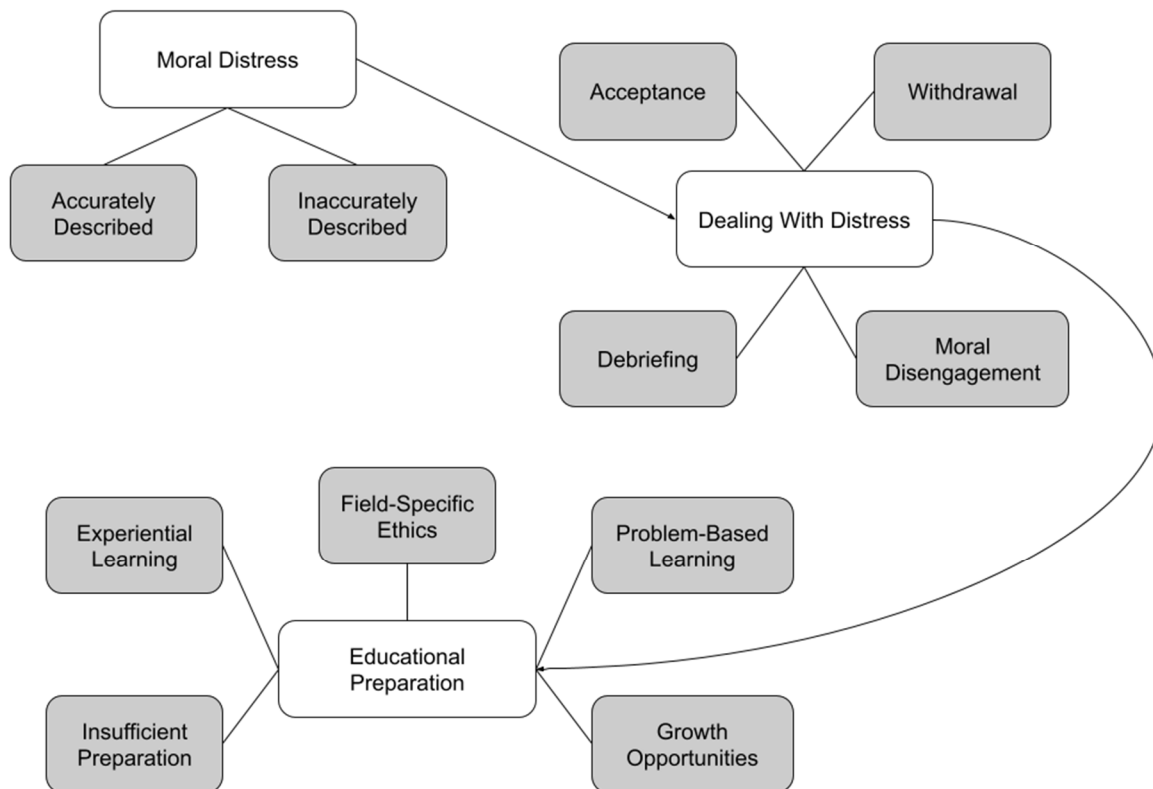 Moral Distress
Accurately
Described
Inaccurately
Described
Acceptance
Withdrawal
Dealing With Distress
Debriefing
Moral
Disengagement
Experiential
Learning
Field-Specific
Ethics
Problem-Based
Learning
Educational
Preparation
Insufficient
Preparation
Growth
Opportunities